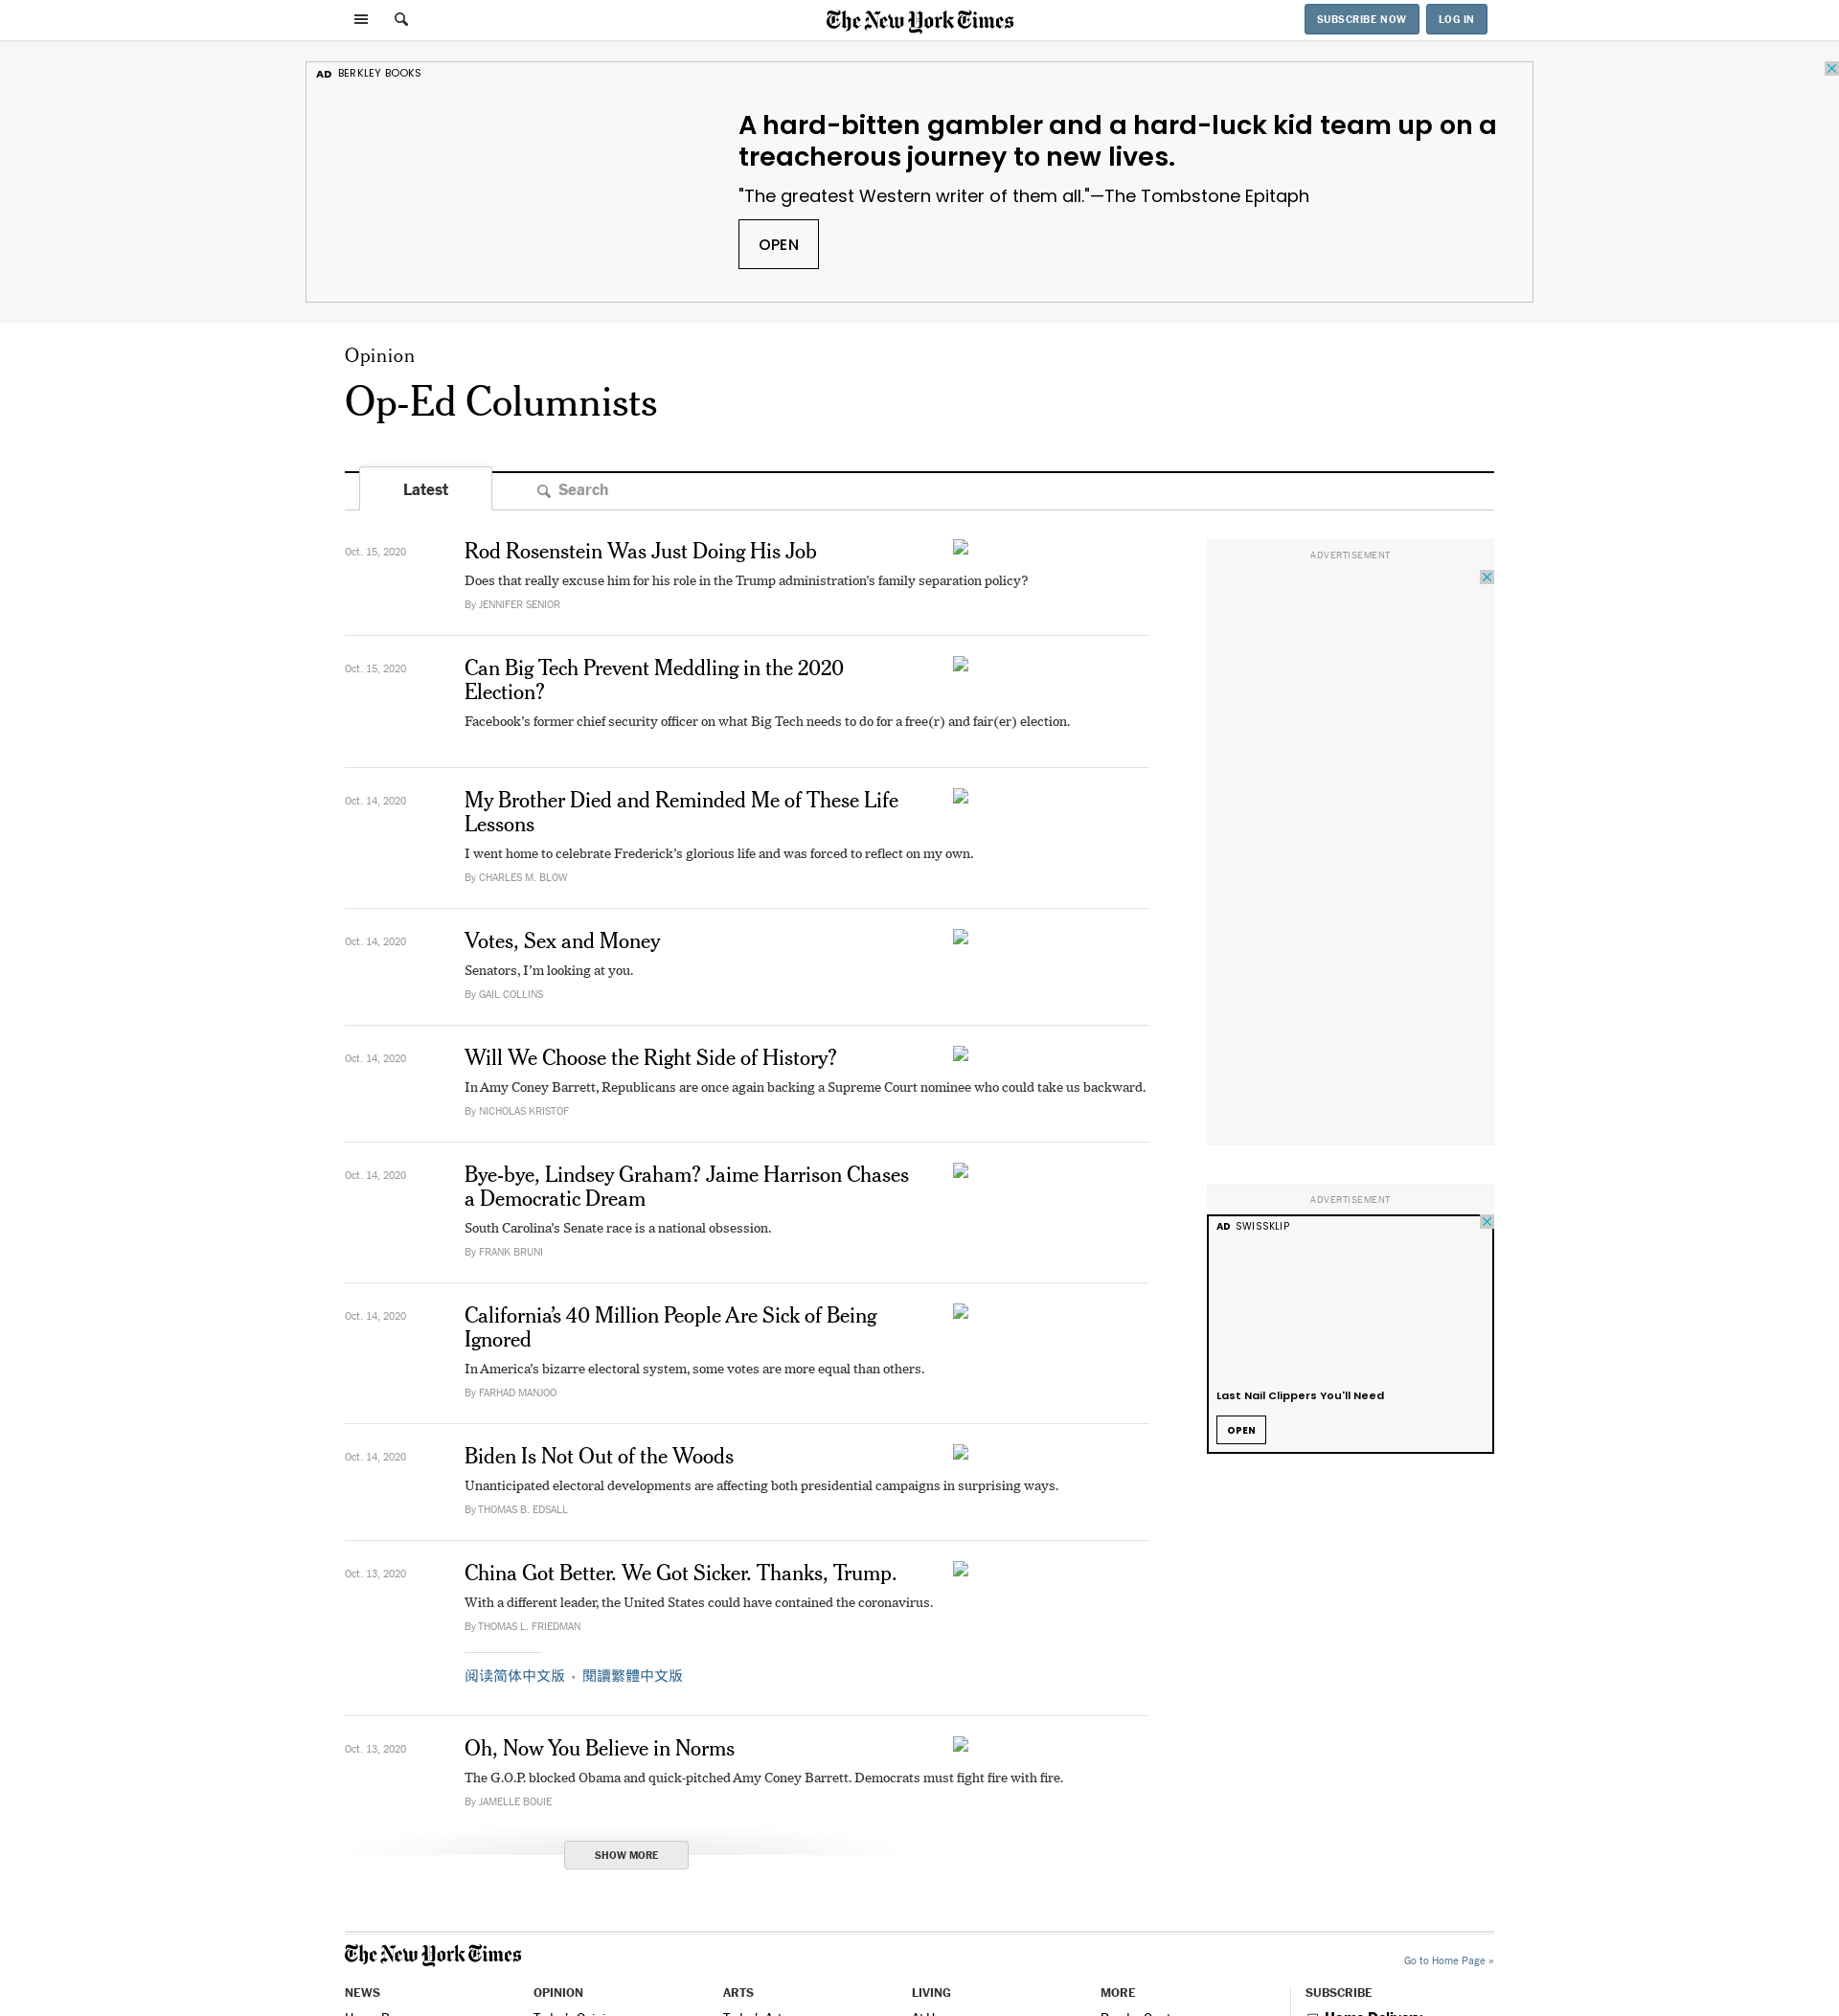 The New York Times
SUBSCRIBE NOW
LOG IN
AD BERKLEY BOOKS
A hard-bitten gambler and a hard-luck kid team up on a
treacherous journey to new lives.
"The greatest Western writer of them all."—The Tombstone Epitaph
OPEN
Opinion
Op-Ed Columnists
Latest
Search
Oct. 15, 2020
Rod Rosenstein Was Just Doing His Job
Does that really excuse him for his role in the Trump administration’s family separation policy?
By JENNIFER SENIOR
Oct. 15, 2020
Can Big Tech Prevent Meddling in the 2020
Election?
Facebook’s former chief security officer on what Big Tech needs to do for a free(r) and fair(er) election.
Oct. 14, 2020
My Brother Died and Reminded Me of These Life
Lessons
I went home to celebrate Frederick’s glorious life and was forced to reflect on my own.
By CHARLES M. BLOW
Oct. 14, 2020
Votes, Sex and Money
Senators, I’m looking at you.
By GAIL COLLINS
Oct. 14, 2020
Will We Choose the Right Side of History?
In Amy Coney Barrett, Republicans are once again backing a Supreme Court nominee who could take us backward.
By NICHOLAS KRISTOF
Oct. 14, 2020
Bye-bye, Lindsey Graham? Jaime Harrison Chases
a Democratic Dream
South Carolina’s Senate race is a national obsession.
By FRANK BRUNI
Oct. 14, 2020
California’s 40 Million People Are Sick of Being
Ignored
In America’s bizarre electoral system, some votes are more equal than others.
By FARHAD MANJOO
Oct. 14, 2020
Biden Is Not Out of the Woods
Unanticipated electoral developments are affecting both presidential campaigns in surprising ways.
By THOMAS B. EDSALL
Oct. 13, 2020
China Got Better. We Got Sicker. Thanks, Trump.
With a different leader, the United States could have contained the coronavirus.
By THOMAS L. FRIEDMAN
阅读简体中文版 • 閱讀繁體中文版
Oct. 13, 2020
Oh, Now You Believe in Norms
The G.O.P. blocked Obama and quick-pitched Amy Coney Barrett. Democrats must fight fire with fire.
By JAMELLE BOUIE
SHOW MORE
ADVERTISEMENT
ADVERTISEMENT
AD SWISSKLIP
Last Nail Clippers You'll Need
OPEN
The New York Times
Go to Home Page »
NEWS
OPINION
ARTS
LIVING
MORE
SUBSCRIBE